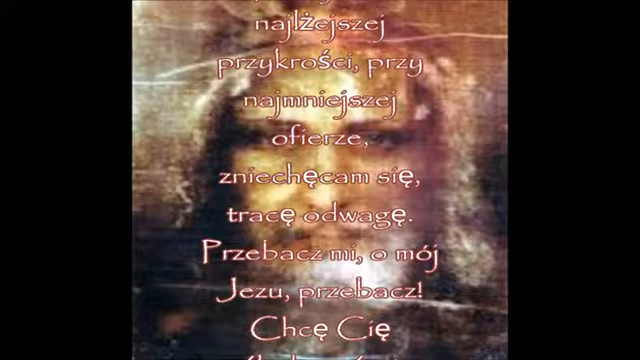 najlżejszej
przykrości, przy
najmniejszej
ofierze,
zniechęcam się,
tracę odwagę.
Przebacz mi, o mój
Jezu, przebacz!
Chcę Cię